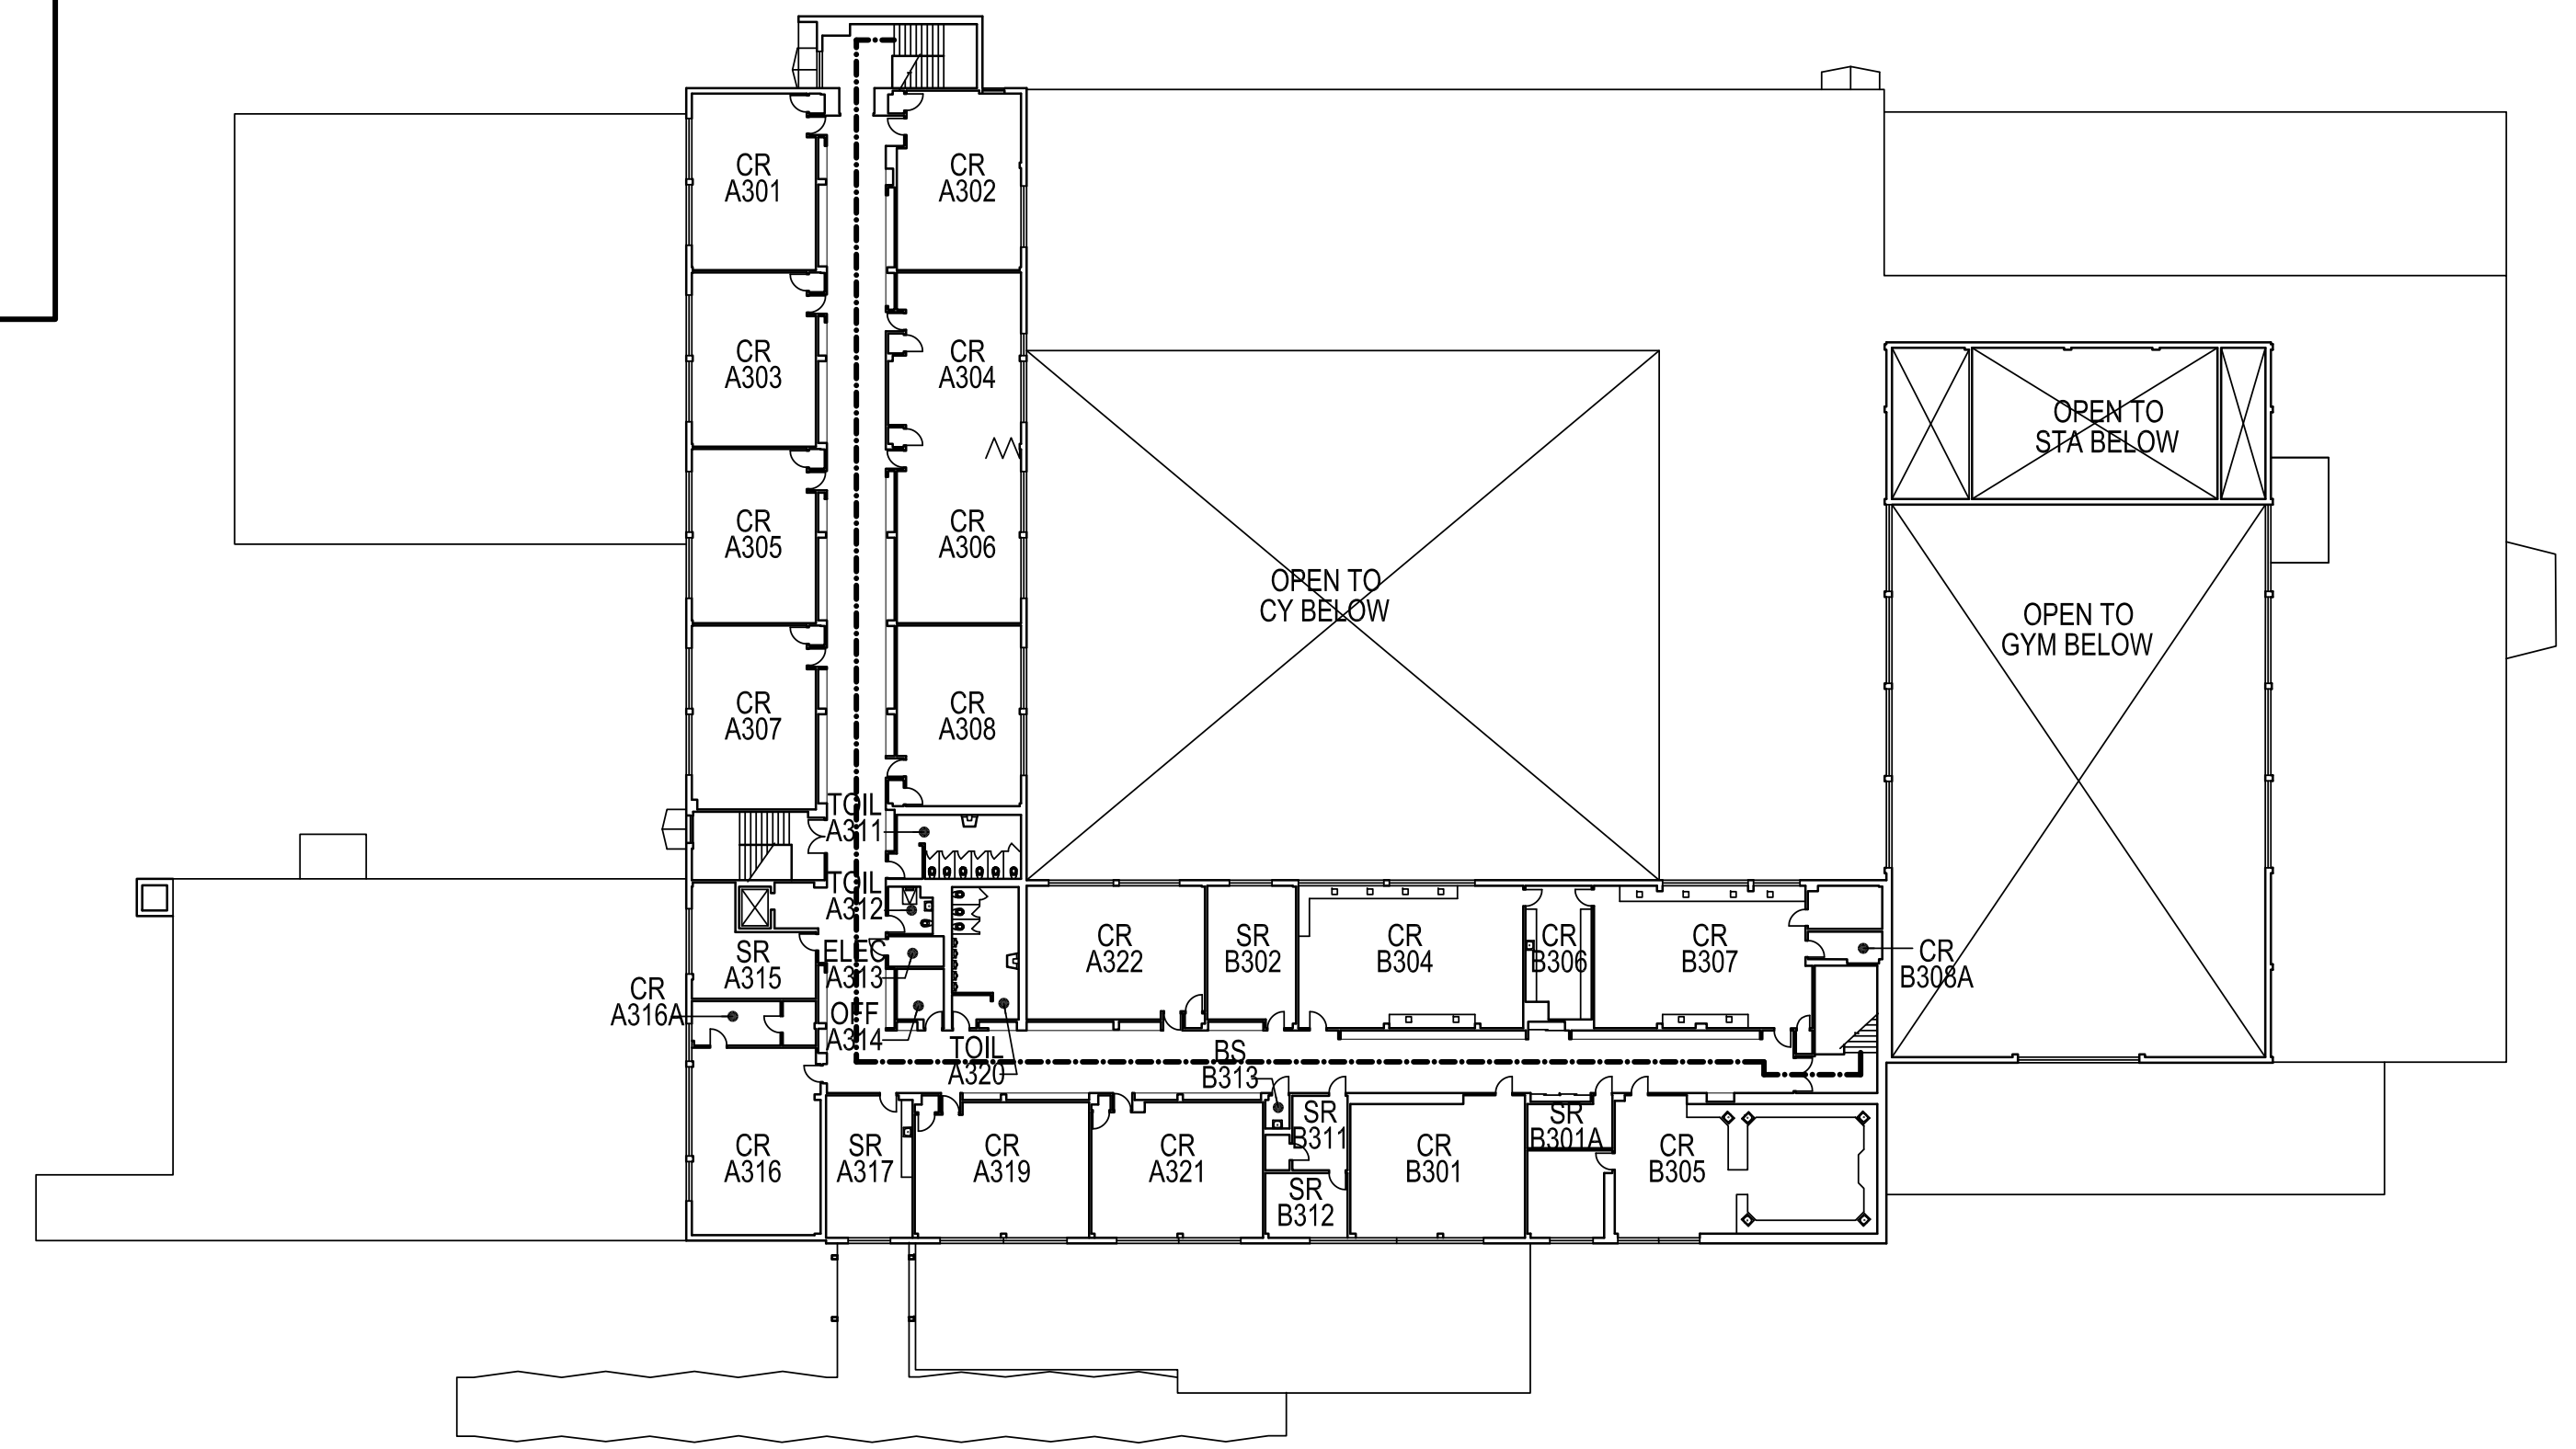 CR
A301
CR
A302
CR
A303
CR
A304
OPEN TO
STA BELOW
CR
A305
CR
A306
OPEN TO
CY BELOW
OPEN TO
GYM BELOW
CR
A307
CR
A308
TOIL
A311
TOIL
A312
SR
A315
ELEC
A313
CR
A322
SR
B302
CR
B304
CR
B306
CR
B307
CR
B308A
CR
A316A
OFF
A314
TOIL
A320
BS
B313
CR
A316
SR
A317
CR
A319
CR
A321
SR
B311
SR
B312
CR
B301
SR
B301A
CR
B305